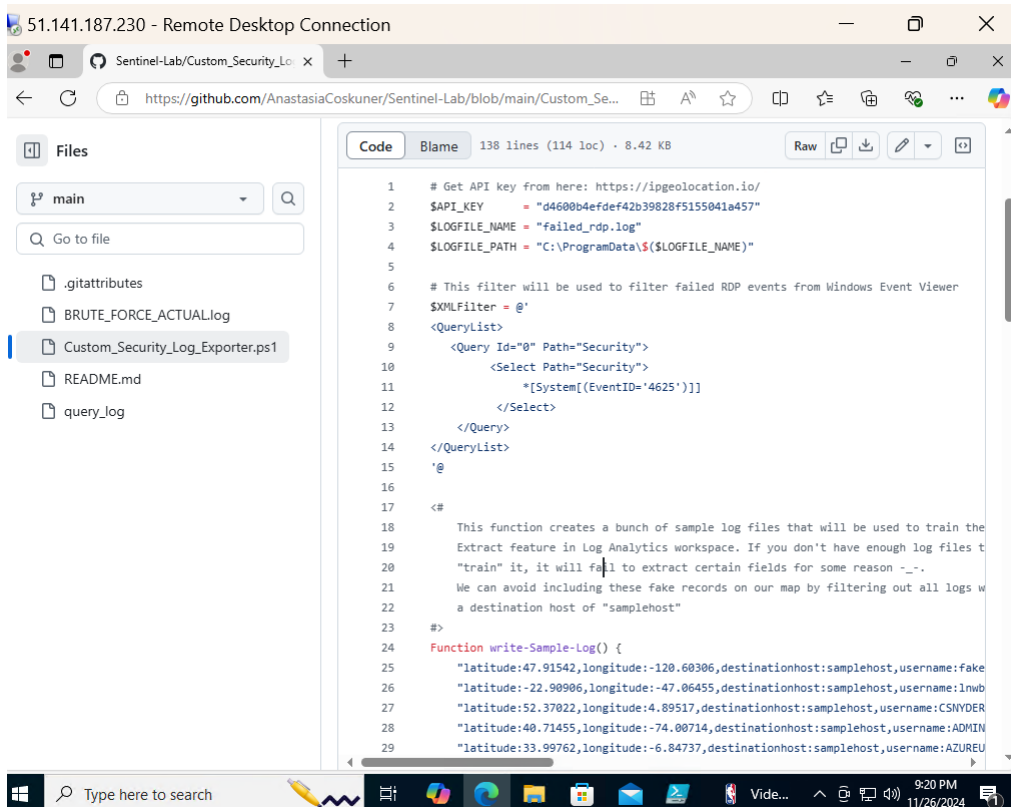 51.141.187.230 - Remote Desktop Connection
Sentinel-Lab/Custom_Security_Lo
https://github.com/AnastasiaCoskuner/Sentinel-Lab/blob/main/Custom_Se...
Files
main
Go to file
.gitattributes
BRUTE_FORCE_ACTUAL.log
Custom_Security_Log_Exporter.ps1
README.md
query_log
Code Blame 138 lines (114 loc) · 8.42 KB Raw
1 # Get API key from here: https://ipgeolocation.io/
2 $API_KEY = "d4600b4efdef42b39828f5155041a457"
3 $LOGFILE_NAME = "failed_rdp.log"
4 $LOGFILE_PATH = "C:\ProgramData\$($LOGFILE_NAME)"
5
6 # This filter will be used to filter failed RDP events from Windows Event Viewer
7 $XMLFilter = @'
8 <QueryList>
9 <Query Id="0" Path="Security">
10 <Select Path="Security">
11 *[System[(EventID='4625')]]
12 </Select>
13 </Query>
14 </QueryList>
15 '@
16
17 <#
18 This function creates a bunch of sample log files that will be used to train the
19 Extract feature in Log Analytics workspace. If you don't have enough log files t
20 "train" it, it will fail to extract certain fields for some reason -_-.
21 We can avoid including these fake records on our map by filtering out all logs w
22 a destination host of "samplehost"
23 #>
24 Function write-Sample-Log() {
25 "latitude:47.91542,longitude:-120.60306,destinationhost:samplehost,username:fake
26 "latitude:-22.90906,longitude:-47.06455,destinationhost:samplehost,username:lnwb
27 "latitude:52.37022,longitude:4.89517,destinationhost:samplehost,username:CSNYDER
28 "latitude:40.71455,longitude:-74.00714,destinationhost:samplehost,username:ADMIN
29 "latitude:33.99762,longitude:-6.84737,destinationhost:samplehost,username:AZUREU
Type here to search
Vide...
9:20 PM
11/26/2024